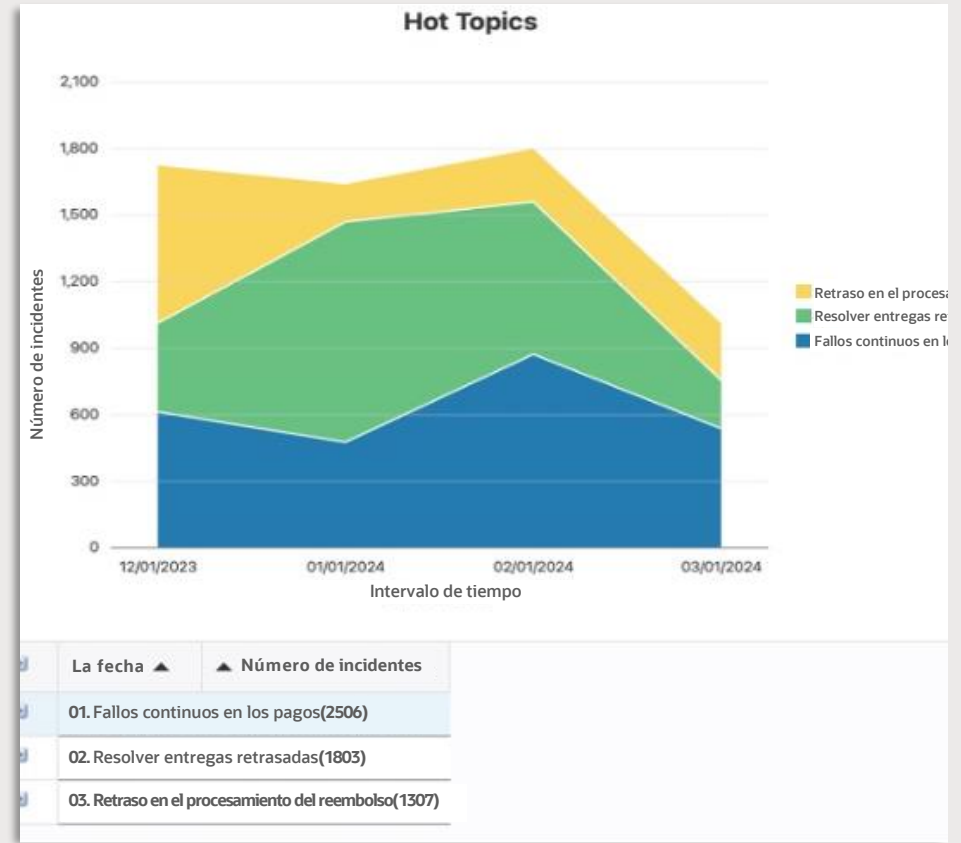 Hot Topics
2,100
1,800
1,500
1,200
900
600
300
0
Número de incidentes
12/01/2023 01/01/2024 02/01/2024 03/01/2024
Intervalo de tiempo
Retraso en el
Resolver entregas
Fallos continuos en
La fecha ▲ ▲ Número de incidentes
01. Fallos continuos en los pagos(2506)
02. Resolver entregas retrasadas(1803)
03. Retraso en el procesamiento del reembolso(1307)